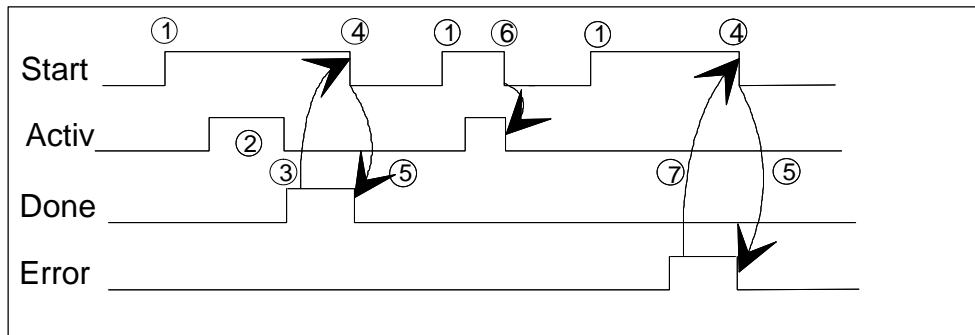 ① ④ ① ⑥ ① ④
Start
Activ
②
③ ⑤ ⑦ ⑤
Done
Error